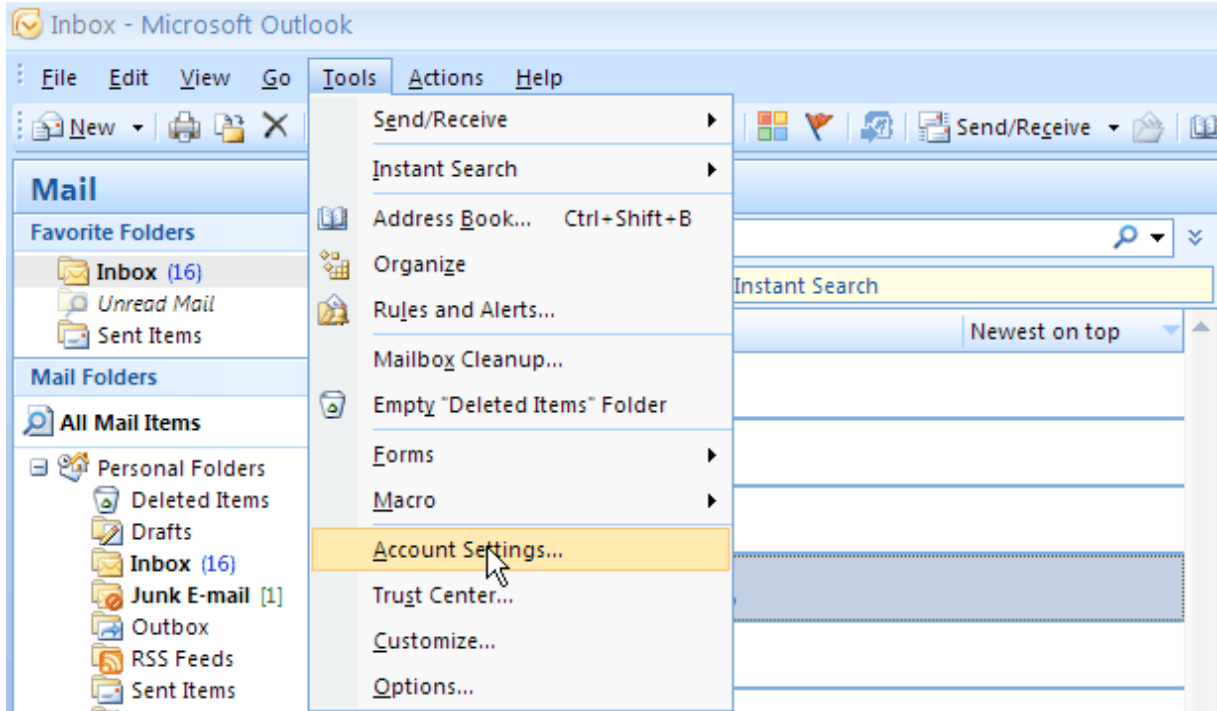 Inbox - Microsoft Outlook
File Edit View Go Tools Actions Help
New Send/Receive
Mail
Favorite Folders
Inbox (16)
Unread Mail
Sent Items
Mail Folders
All Mail Items
Personal Folders
Deleted Items
Drafts
Inbox (16)
Junk E-mail [1]
Outbox
RSS Feeds
Sent Items
Send/Receive
Instant Search
Address Book... Ctrl+Shift+B
Organize
Rules and Alerts...
Mailbox Cleanup...
Empty "Deleted Items" Folder
Forms
Macro
Account Settings...
Trust Center...
Customize...
Options...
Instant Search
Newest on top